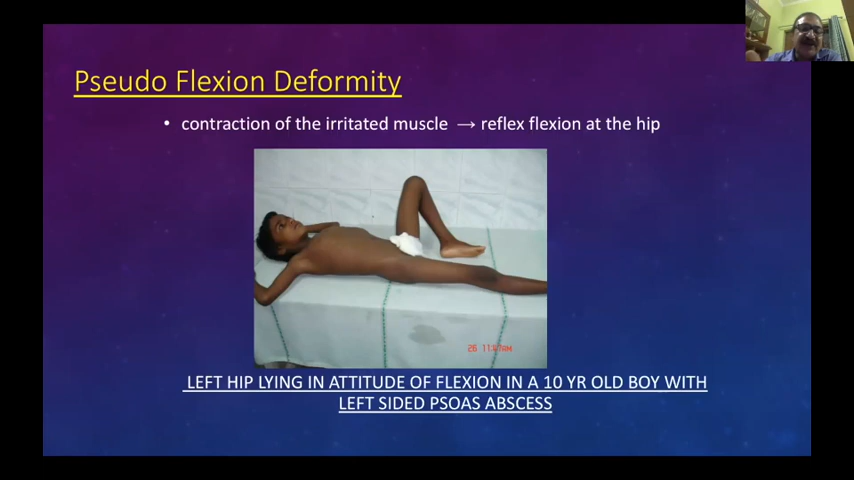 Pseudo Flexion Deformity
• contraction of the irritated muscle → reflex flexion at the hip
LEFT HIP LYING IN ATTITUDE OF FLEXION IN A 10 YR OLD BOY WITH
LEFT SIDED PSOAS ABSCESS